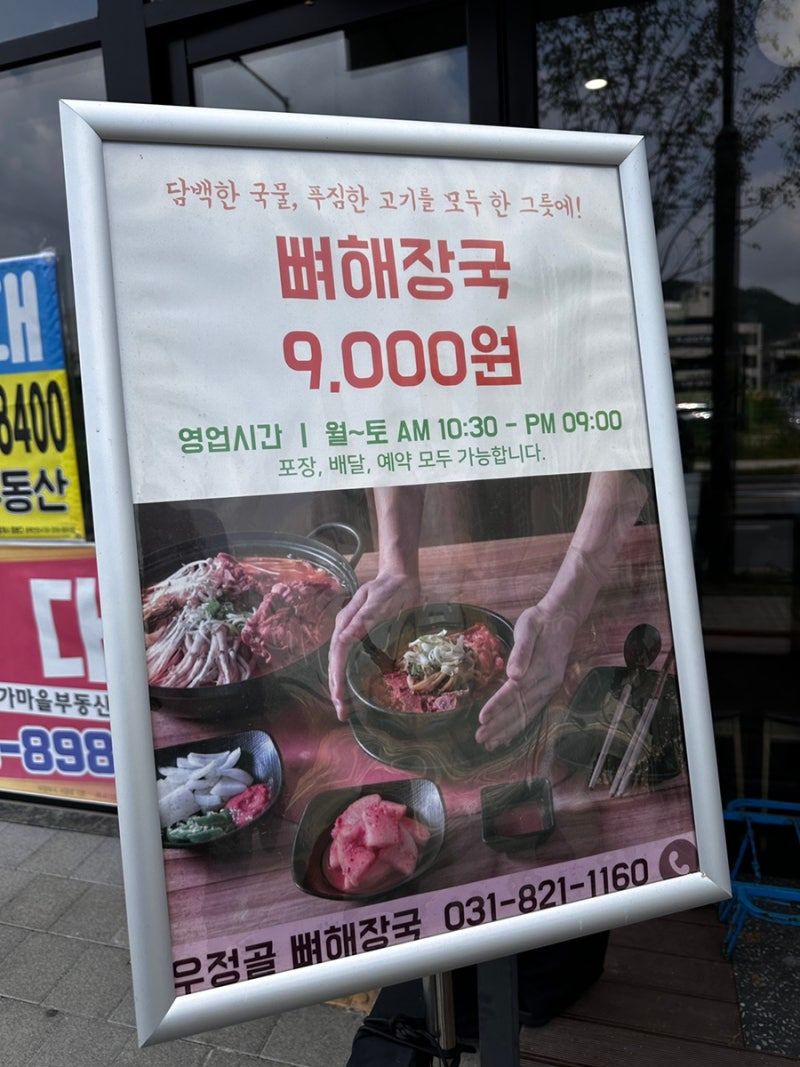 담백한 국물, 푸짐한 고기를 모두 한 그릇에!
뼈해장국
9,000원
영업시간 | 월~토 AM 10:30 - PM 09:00
포장, 배달, 예약 모두 가능합니다.
우정골 뼈해장국 031-821-1160
8400
동산
대
가마을부동산
-898